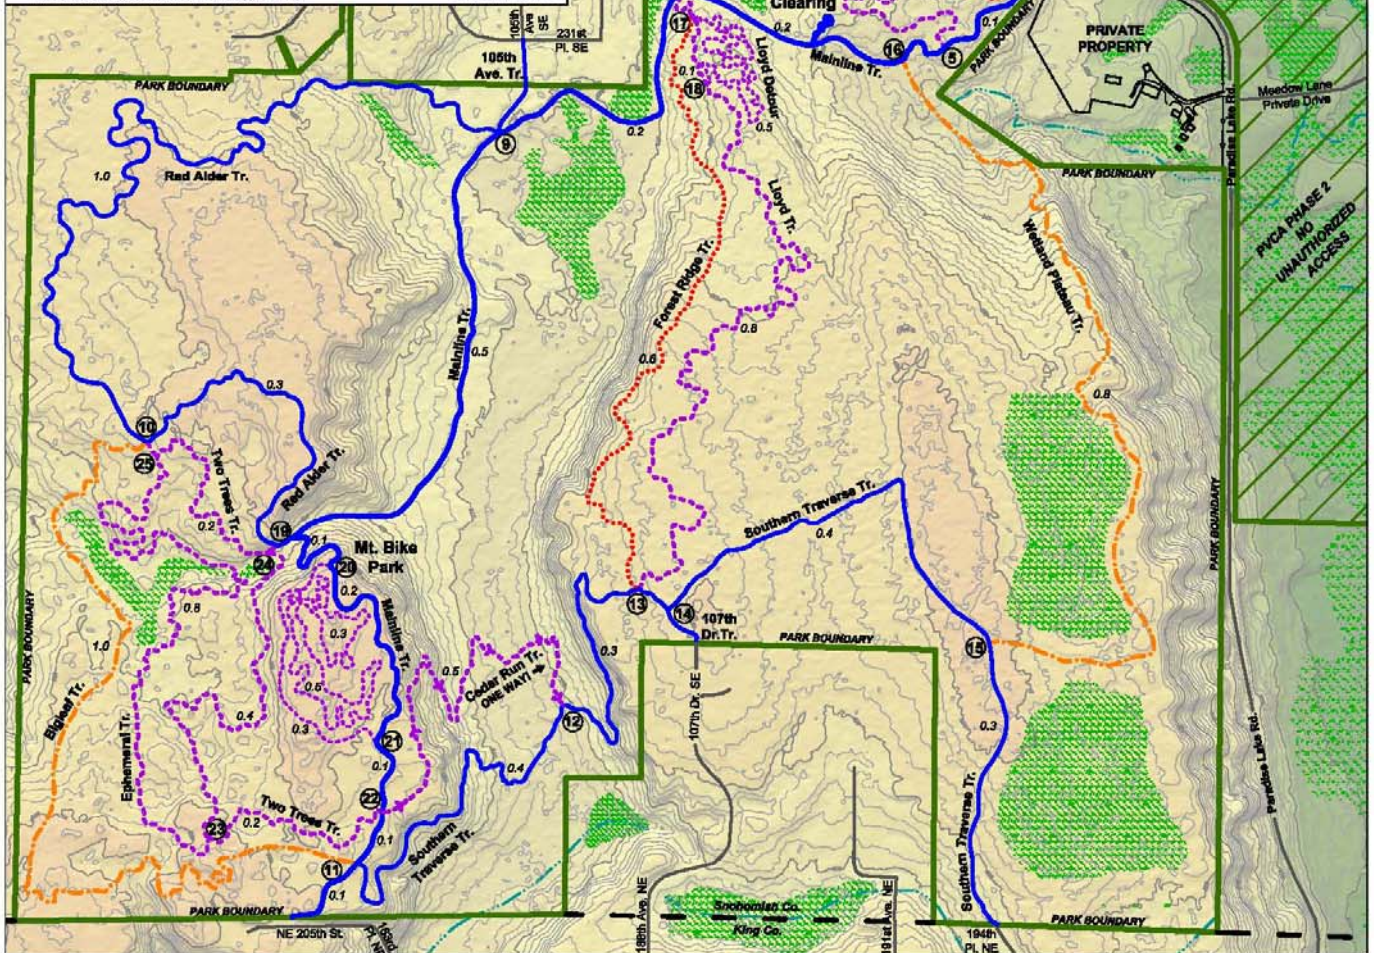 Clearing
17
0.2
16
5
0.1
Mainline Tr.
PARK BOUNDARY
PRIVATE
PROPERTY
105th
Ave
SE
231st
Pl. SE
105th
Ave. Tr.
PARK BOUNDARY
0.1
18
Lloyd Detour
0.5
0.2
9
Meadow Lane
Private Drive
Paradise Lake Rd.
PARK BOUNDARY
1.0
Red Alder Tr.
Lloyd Tr.
PVCA PHASE 2
NO
UNAUTHORIZED
ACCESS
Wetland Plateau Tr.
Forest Ridge Tr.
Mainline Tr.
0.5
0.8
0.6
0.3
0.8
10
25
Two Trees Tr.
Red Alder Tr.
0.2
19
0.1
Mt. Bike
Park
20
24
0.2
Southern Traverse Tr.
0.4
PARK BOUNDARY
13
14
107th
Dr.Tr.
PARK BOUNDARY
15
PARK BOUNDARY
0.6
0.3
Mainline Tr.
1.0
0.5
Cedar Run Tr.
ONE WAY!
0.3
0.5
Bigleaf Tr.
Ephemeral Tr.
0.4
0.3
21
12
107th Dr. SE
0.3
0.1
0.4
22
Two Trees Tr.
23
0.2
0.1
Southern
Traverse Tr.
Southern Traverse Tr.
Paradise Lake Rd.
11
0.1
PARK BOUNDARY
NE 205th St.
163rd
Pl. NE
188th Ave. NE
Snohomish Co.
King Co.
191st Ave. NE
PARK BOUNDARY
194th
Pl. NE